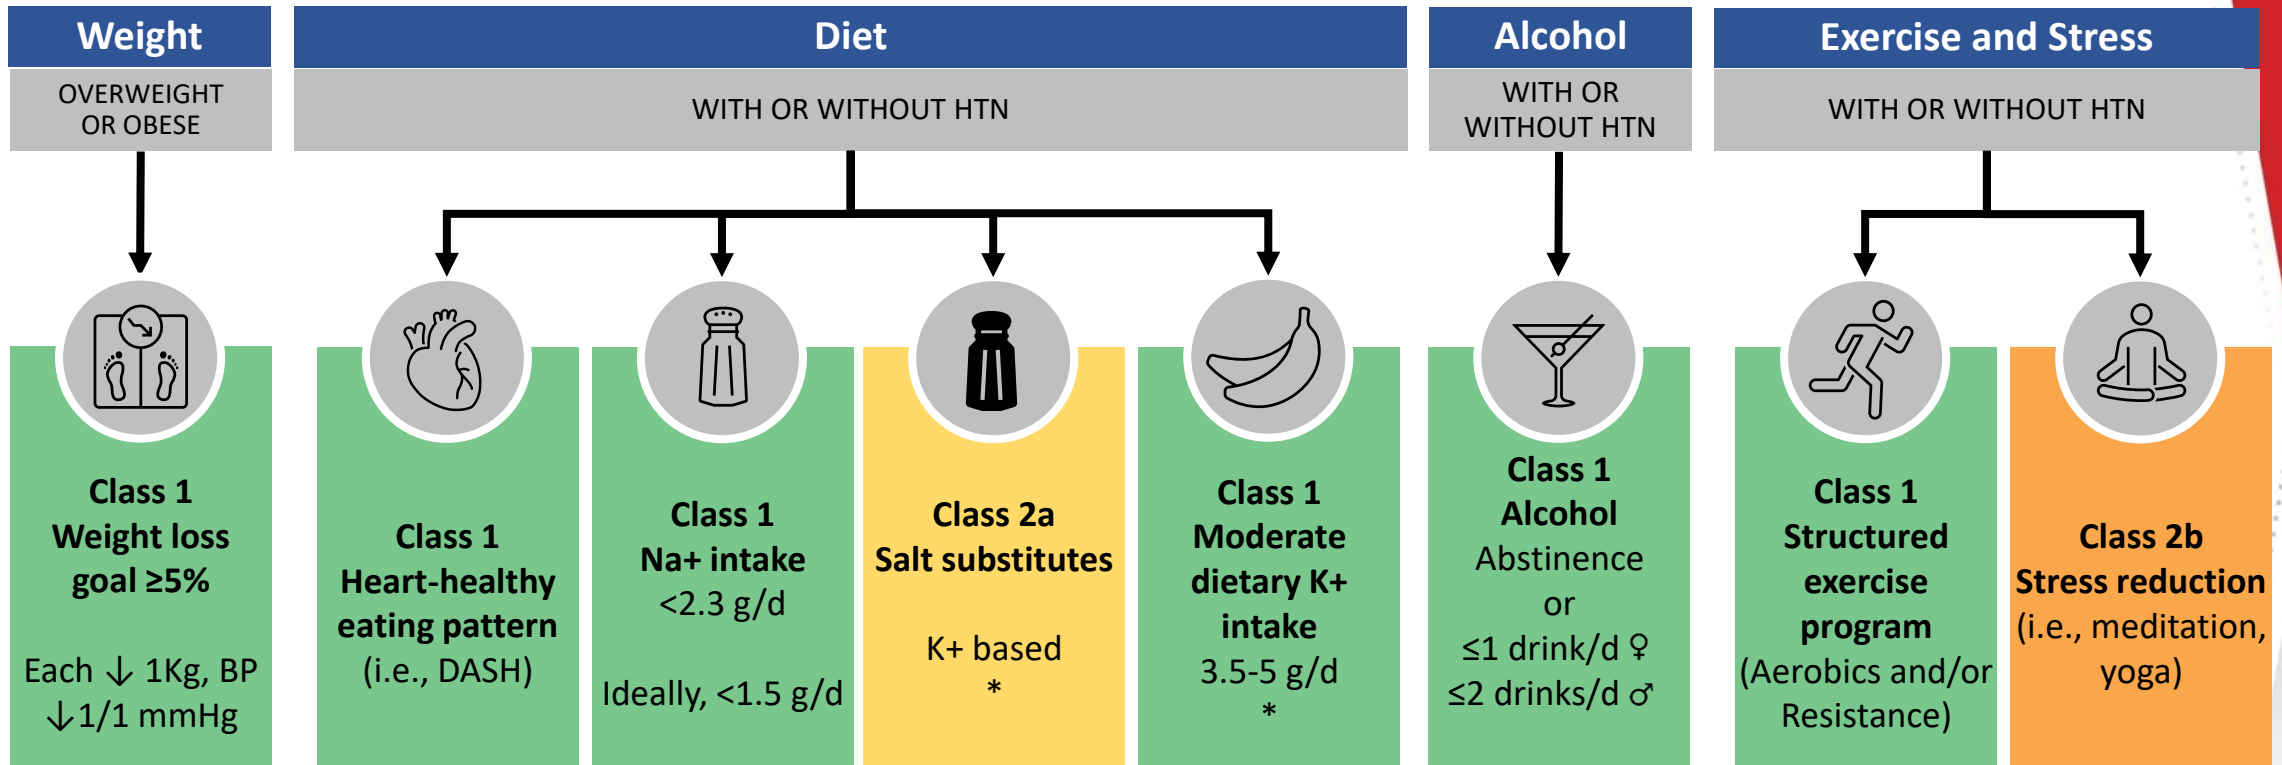 Weight
OVERWEIGHT
OR OBESE
Class 1
Weight loss
goal ≥5%
Each ↓ 1Kg, BP
↓1/1 mmHg
Diet
WITH OR WITHOUT HTN
Class 1
Heart-healthy
eating pattern
(i.e., DASH)
Class 1
Na+ intake
<2.3 g/d
Ideally, <1.5 g/d
Class 2a
Salt substitutes
K+ based
*
Class 1
Moderate
dietary K+
intake
3.5-5 g/d
*
Alcohol
WITH OR
WITHOUT HTN
Class 1
Alcohol
Abstinence
or
≤1 drink/d ♀
≤2 drinks/d ♂
Exercise and Stress
WITH OR WITHOUT HTN
Class 1
Structured
exercise
program
(Aerobics and/or
Resistance)
Class 2b
Stress reduction
(i.e., meditation,
yoga)